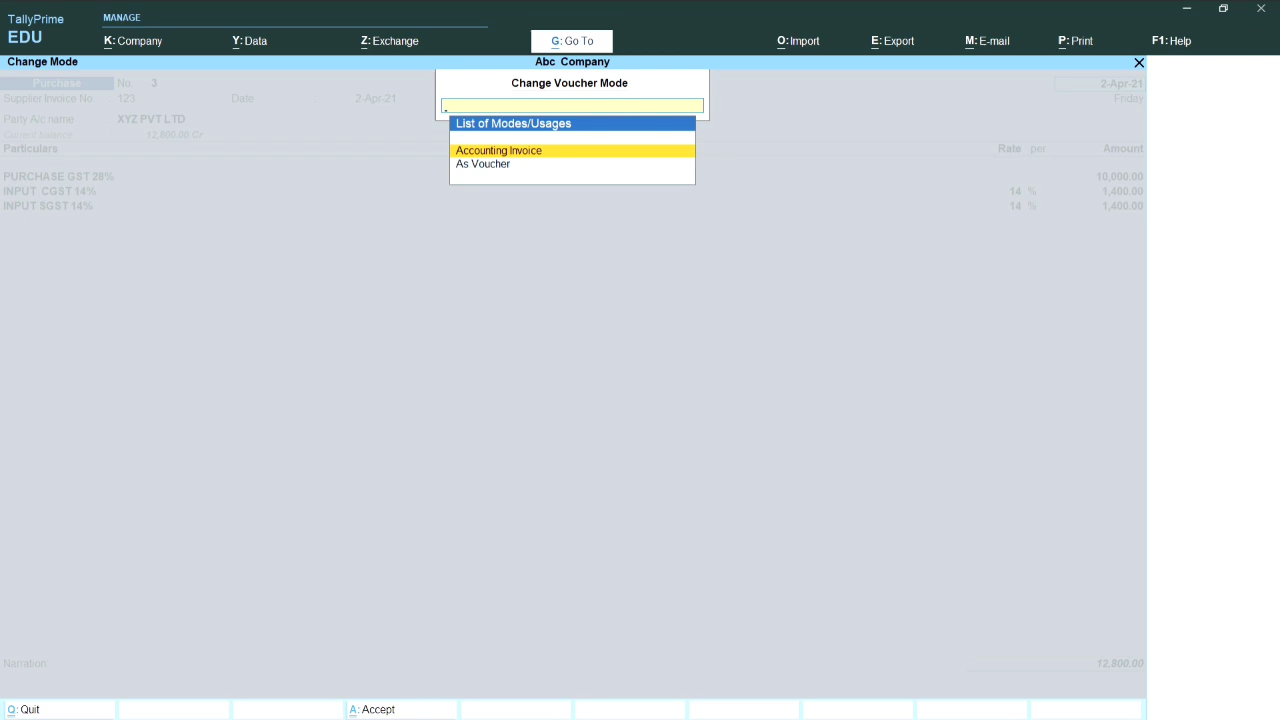 TallyPrime MANAGE
EDU
K: Company Y: Data Z: Exchange G: Go To O: Import E: Export M: E-mail P: Print F1: Help
Change Mode Abc Company
Purchase No. 3 2-Apr-21
Supplier Invoice No. 123 Date 2-Apr-21 Friday
Party A/c name XYZ PVT LTD
Current balance 12,800.00 Cr
Particulars Rate per Amount
PURCHASE GST 28% 10,000.00
INPUT CGST 14% 14 % 1,400.00
INPUT SGST 14% 14 % 1,400.00
Change Voucher Mode
List of Modes/Usages
Accounting Invoice
As Voucher
Narration: 12,800.00
Q: Quit A: Accept